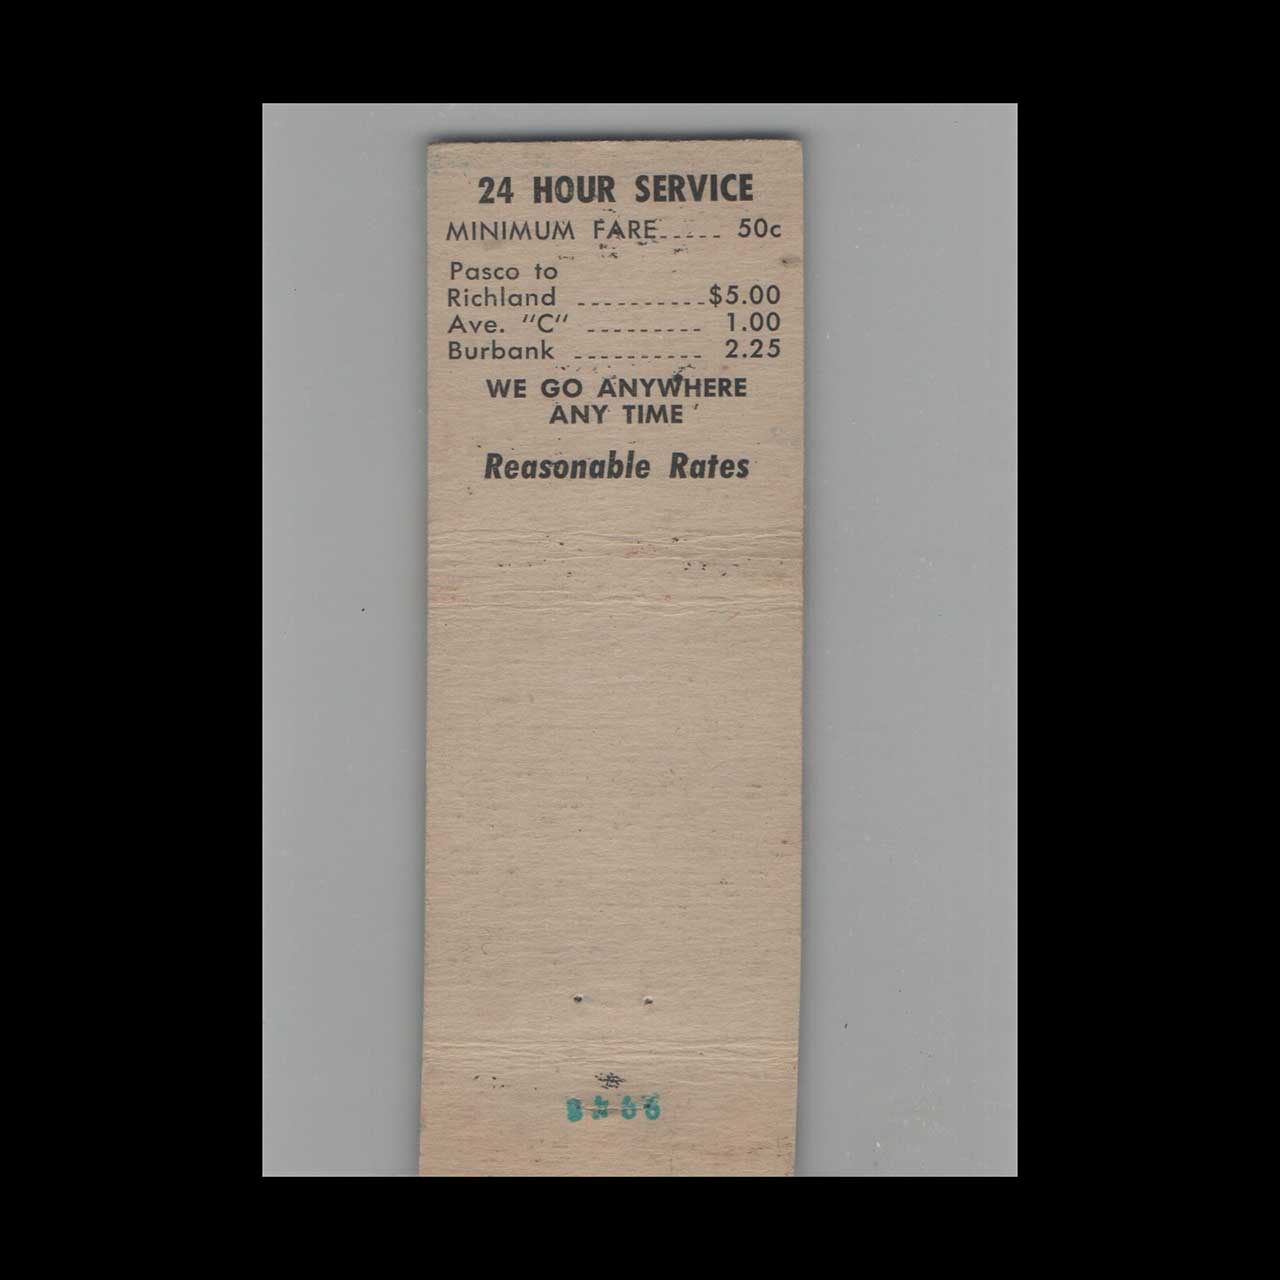 24 HOUR SERVICE
MINIMUM FARE..... 50c
Pasco to
Richland ...........$5.00
Ave. "C" ......... 1.00
Burbank .......... 2.25
WE GO ANYWHERE
ANY TIME
Reasonable Rates